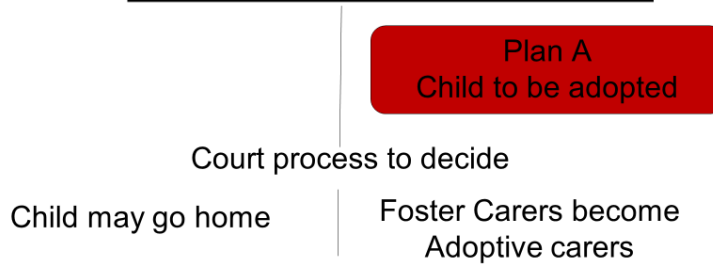 Plan A
Child to be adopted
Court process to decide
Child may go home
Foster Carers become
Adoptive carers